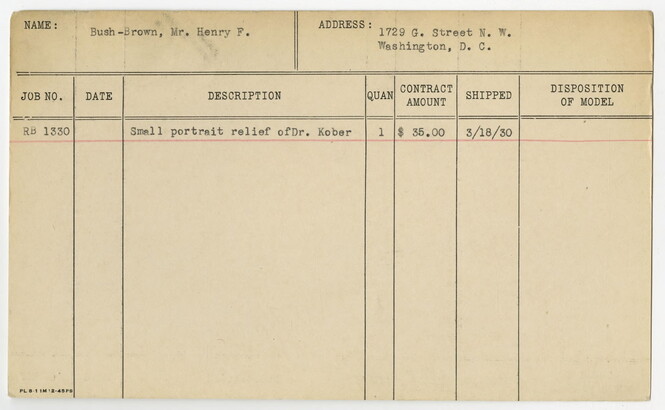 NAME: Bush-Brown, Mr. Henry F. ADDRESS: 1729 G. Street N. W.
Washington, D. C.
JOB NO. DATE DESCRIPTION QUAN CONTRACT AMOUNT SHIPPED DISPOSITION OF MODEL
RB 1330 Small portrait relief ofDr. Kober 1 $ 35.00 3/18/30